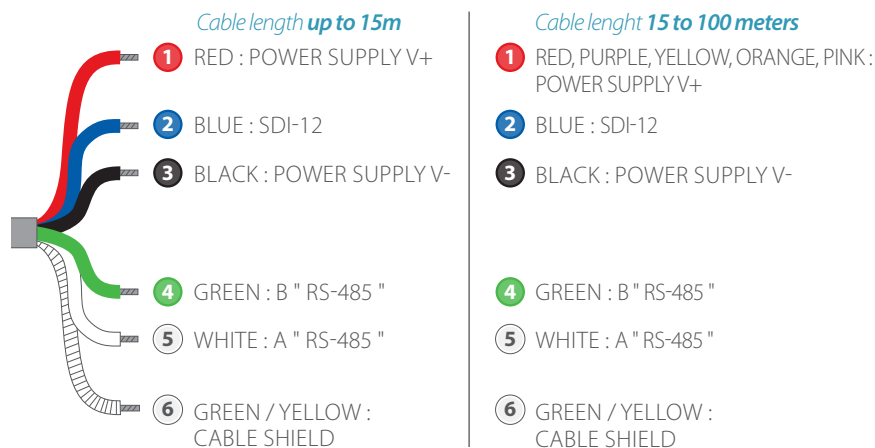 Cable length up to 15m
1 RED : POWER SUPPLY V+
2 BLUE : SDI-12
3 BLACK : POWER SUPPLY V-
4 GREEN : B " RS-485 "
5 WHITE : A " RS-485 "
6 GREEN / YELLOW :
CABLE SHIELD
Cable lenght 15 to 100 meters
1 RED, PURPLE, YELLOW, ORANGE, PINK :
POWER SUPPLY V+
2 BLUE : SDI-12
3 BLACK : POWER SUPPLY V-
4 GREEN : B " RS-485 "
5 WHITE : A " RS-485 "
6 GREEN / YELLOW :
CABLE SHIELD